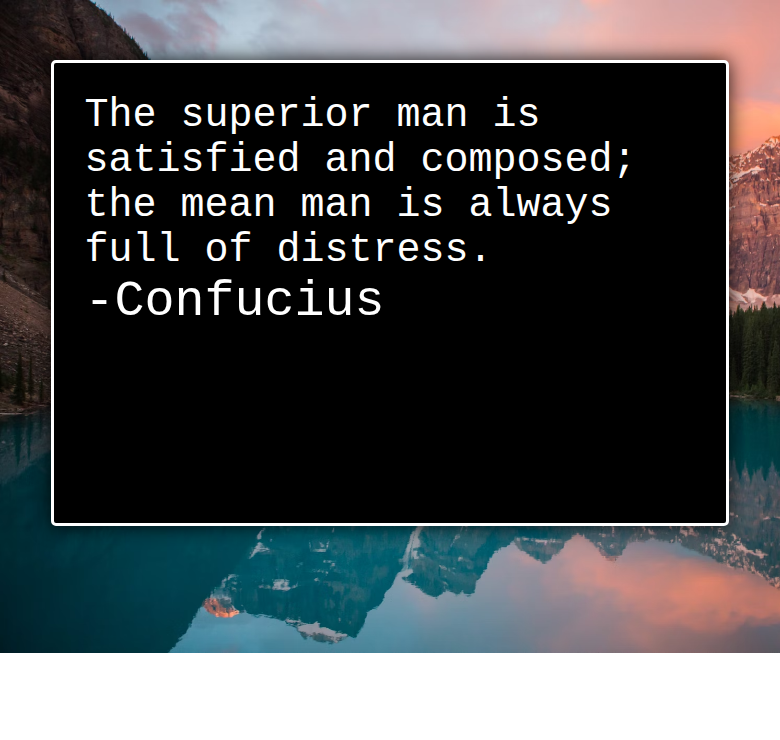 The superior man is
satisfied and composed;
the mean man is always
full of distress.
-Confucius